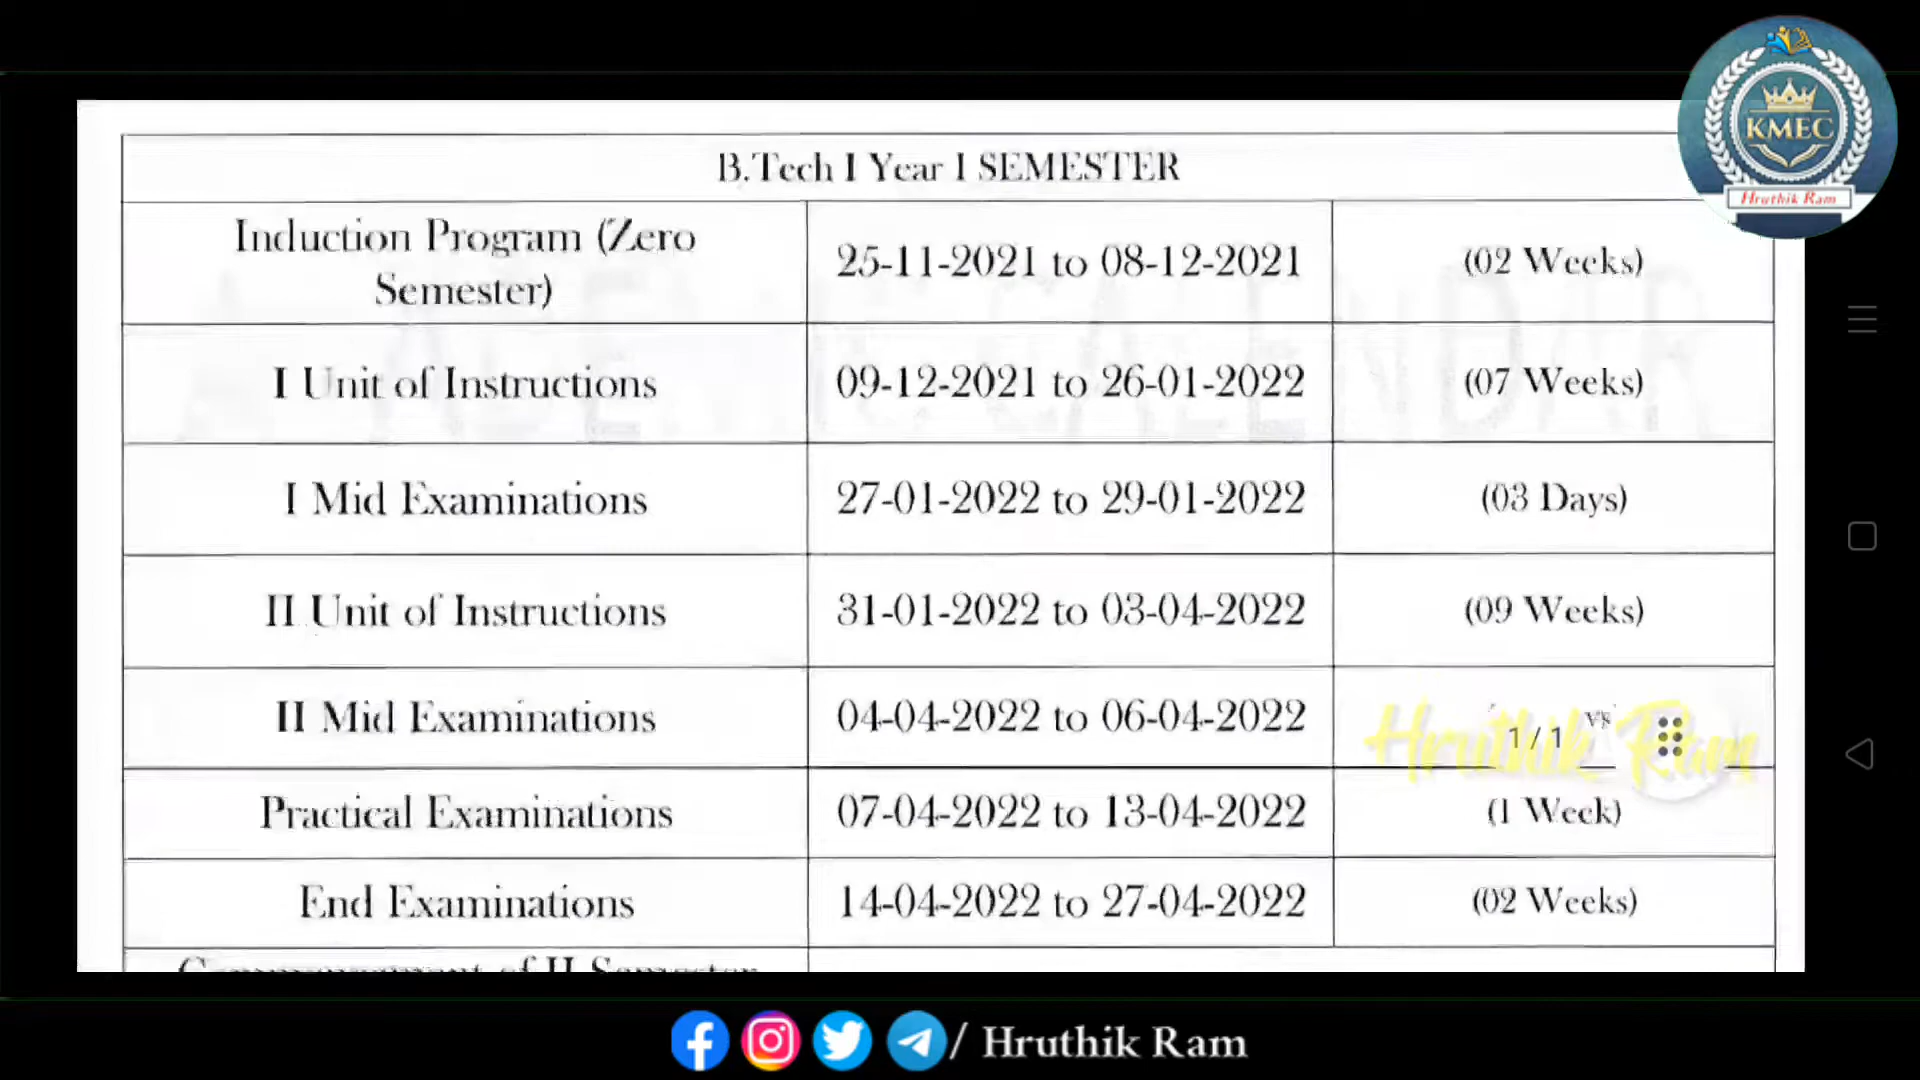 KMEC
Hruthik Ram
B.Tech I Year I SEMESTER
Induction Program (Zero
Semester)
25-11-2021 to 08-12-2021
(02 Weeks)
I Unit of Instructions
09-12-2021 to 26-01-2022
(07 Weeks)
I Mid Examinations
27-01-2022 to 29-01-2022
(03 Days)
II Unit of Instructions
31-01-2022 to 03-04-2022
(09 Weeks)
II Mid Examinations
04-04-2022 to 06-04-2022
1 / 1
Hruthik Ram
Practical Examinations
07-04-2022 to 13-04-2022
(1 Week)
End Examinations
14-04-2022 to 27-04-2022
(02 Weeks)
/ Hruthik Ram